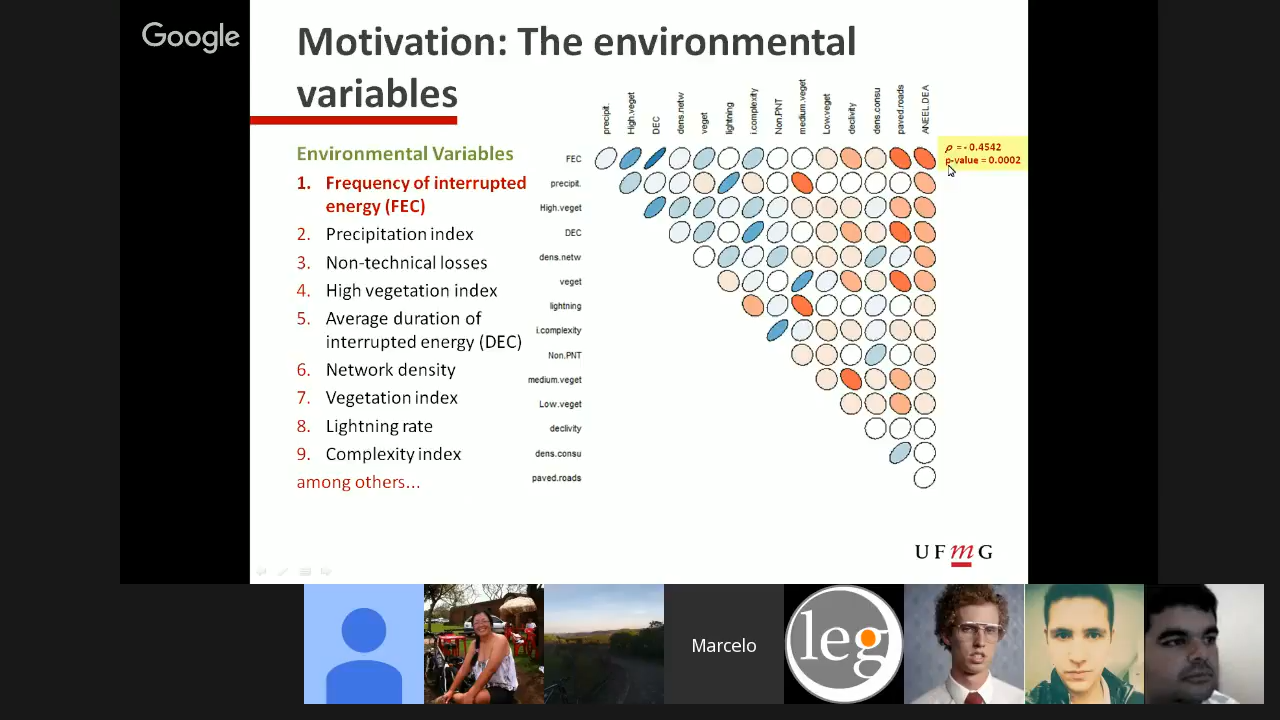 Google
Motivation: The environmental
variables
Environmental Variables
1. Frequency of interrupted
energy (FEC)
2. Precipitation index
3. Non-technical losses
4. High vegetation index
5. Average duration of
interrupted energy (DEC)
6. Network density
7. Vegetation index
8. Lightning rate
9. Complexity index
among others...
precipit.
High.veget
DEC
dens.netw
veget
lightning
i.complexity
Non.PNT
medium.veget
Low.veget
declivity
dens.consu
paved.roads
ANEEL.DEA
FEC
precipit.
High.veget
DEC
dens.netw
veget
lightning
i.complexity
Non.PNT
medium.veget
Low.veget
declivity
dens.consu
paved.roads
ρ = - 0.4542
p-value = 0.0002
UFmG
Marcelo
leg